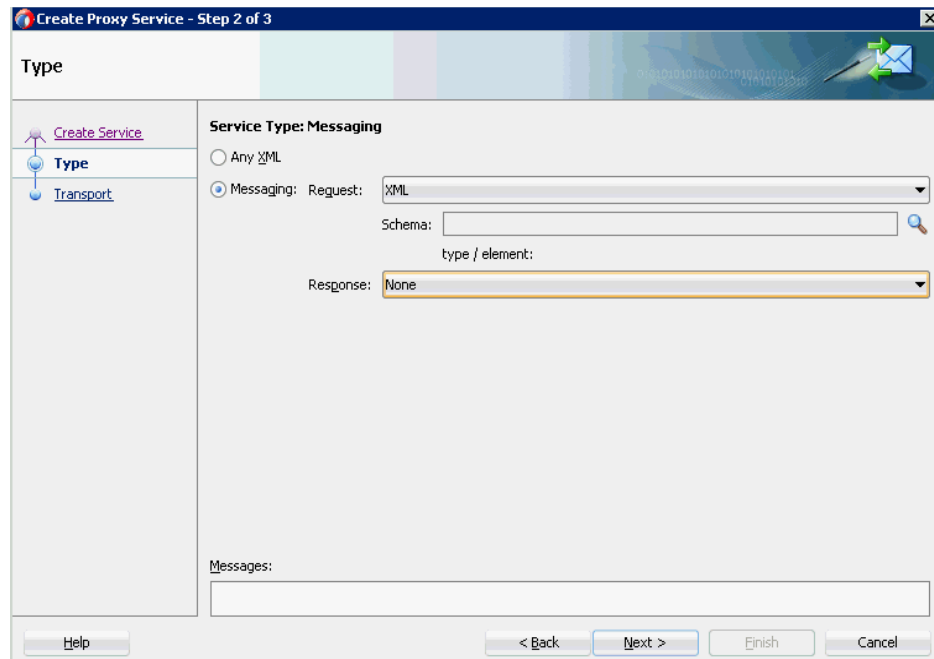 Create Proxy Service - Step 2 of 3
Type
Create Service
Type
Transport
Service Type: Messaging
Any XML
Messaging: Request: XML
Schema:
type / element:
Response: None
Messages:
Help
< Back Next > Finish Cancel